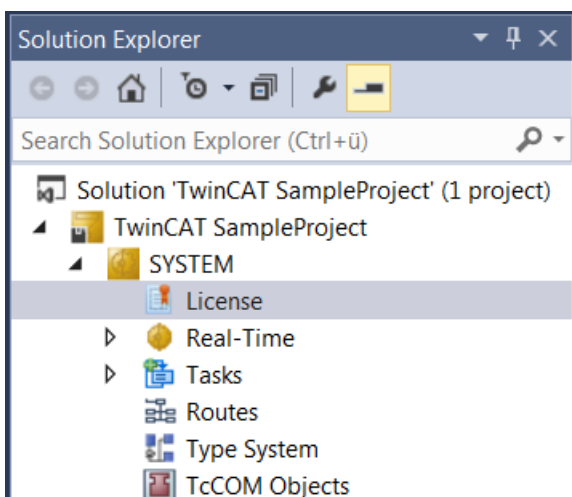 Solution Explorer
Search Solution Explorer (Ctrl+ü)
Solution 'TwinCAT SampleProject' (1 project)
TwinCAT SampleProject
SYSTEM
License
Real-Time
Tasks
Routes
Type System
TcCOM Objects